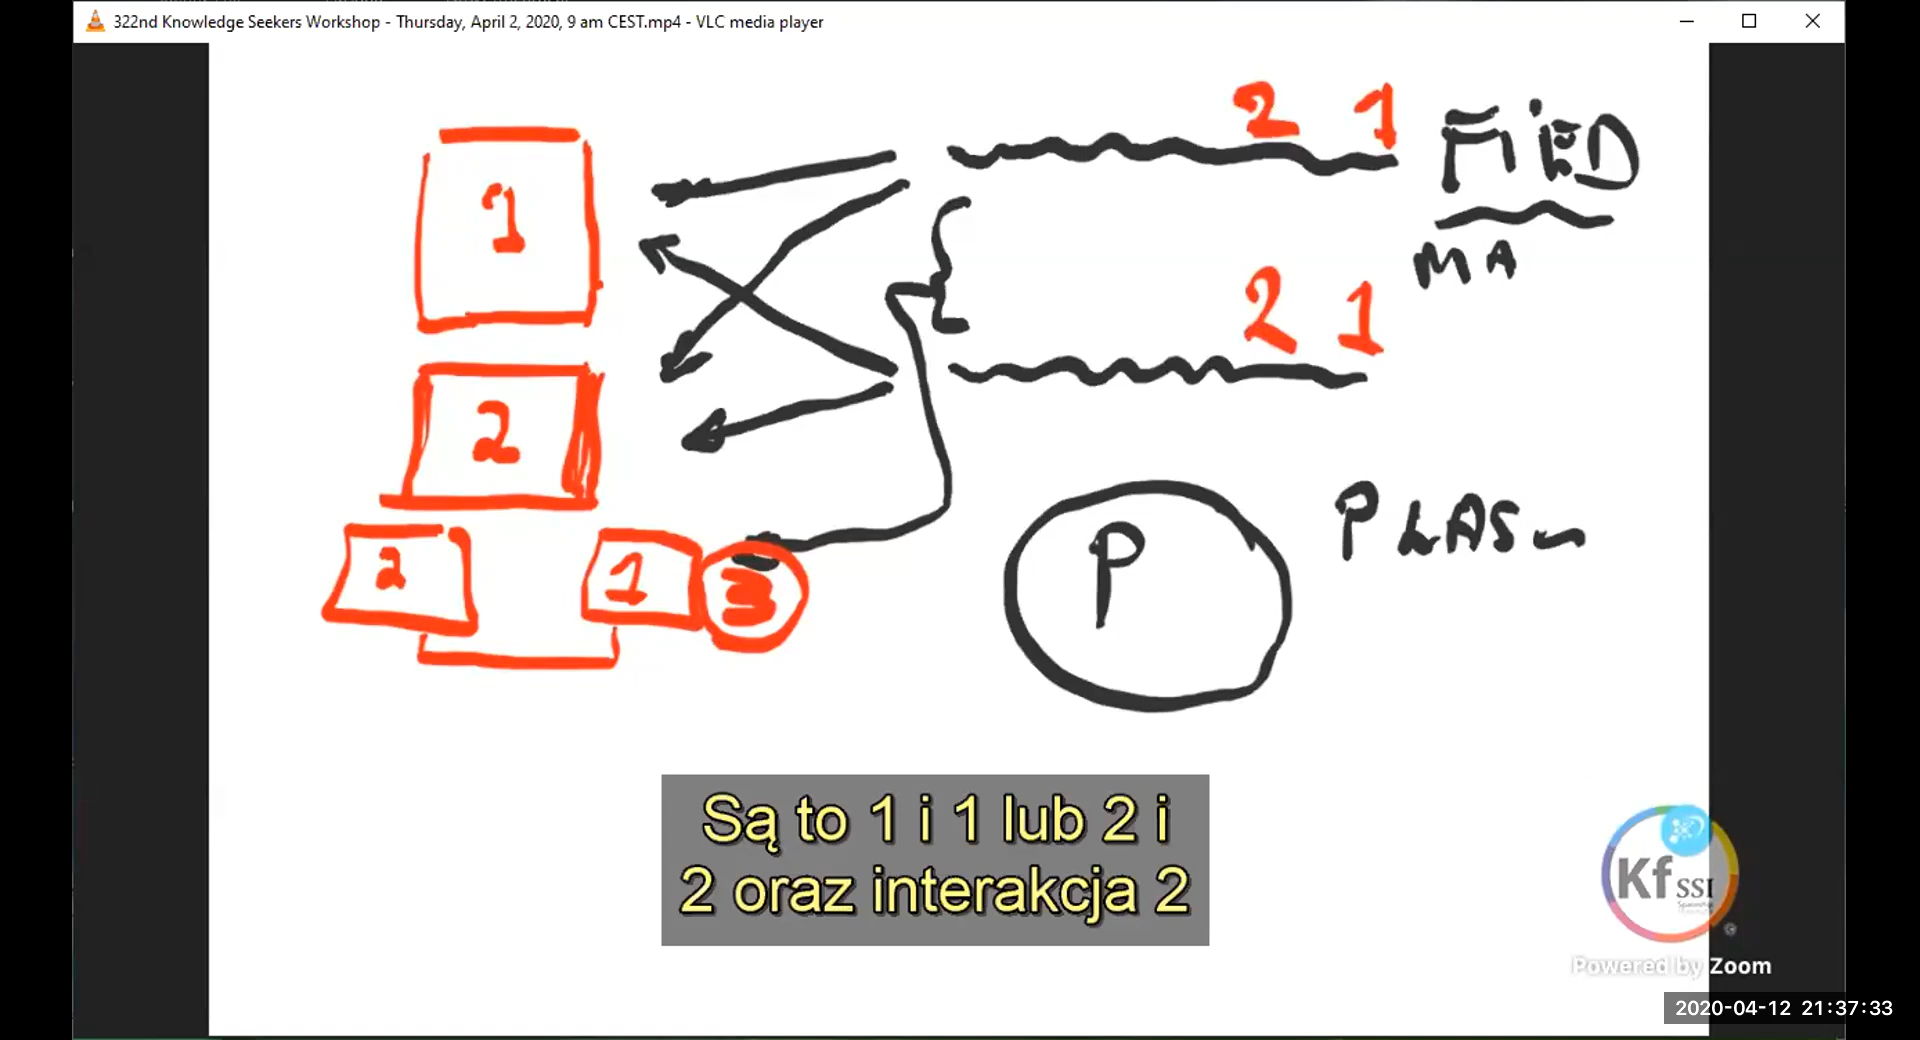 322nd Knowledge Seekers Workshop - Thursday, April 2, 2020, 9 am CEST.mp4 - VLC media player
2 1
FIED
1
MA
2 1
2
PLAS
2 1 3
P
Są to 1 i 1 lub 2 i
2 oraz interakcja 2
Kf SSI
Powered by Zoom
2020-04-12 21:37:33